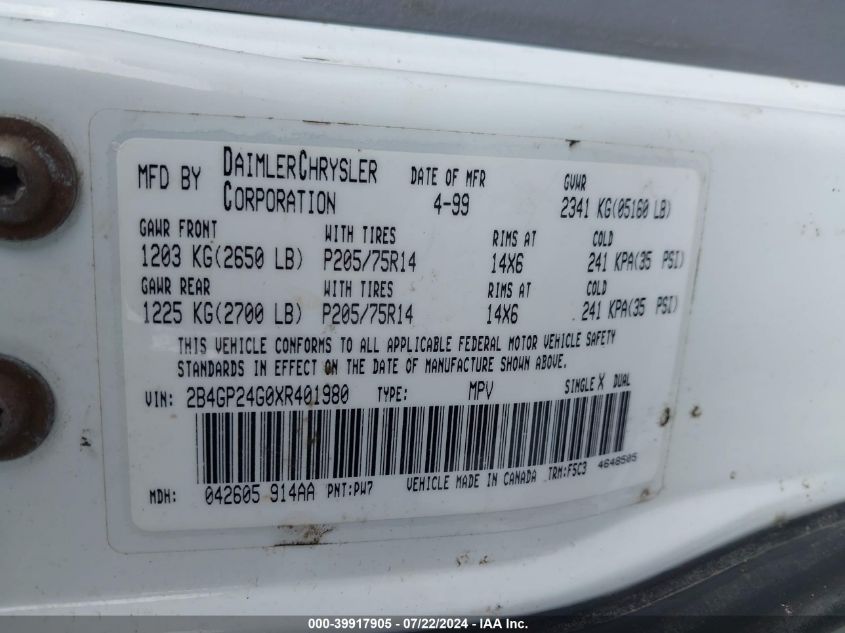 MFD BY DAIMLERCHRYSLER CORPORATION DATE OF MFR 4-99 GVWR 2341 KG(05160 LB)
GAWR FRONT WITH TIRES RIMS AT COLD
1203 KG(2650 LB) P205/75R14 14X6 241 KPA(35 PSI)
GAWR REAR WITH TIRES RIMS AT COLD
1225 KG(2700 LB) P205/75R14 14X6 241 KPA(35 PSI)
THIS VEHICLE CONFORMS TO ALL APPLICABLE FEDERAL MOTOR VEHICLE SAFETY
STANDARDS IN EFFECT ON THE DATE OF MANUFACTURE SHOWN ABOVE.
VIN: 2B4GP24G0XR401980 TYPE: MPV SINGLE X DUAL
MDH: 042605 914AA PNT:PW7 VEHICLE MADE IN CANADA TRM:F5C3 4648505
000-39917905 / 07/22/2024 - IAA Inc.